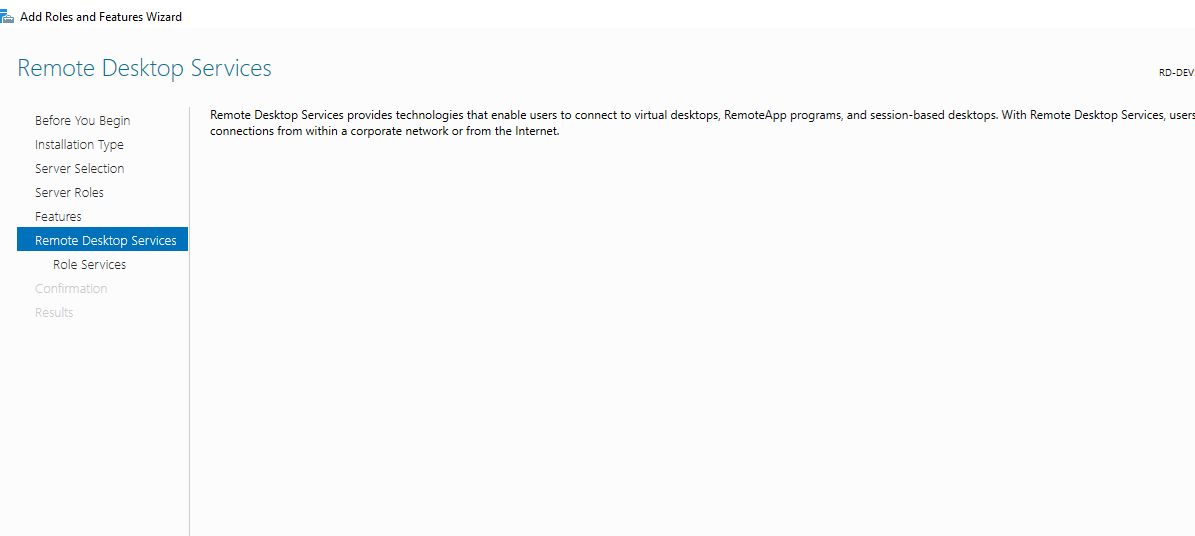 Add Roles and Features Wizard
Remote Desktop Services
RD-DEV
Before You Begin
Installation Type
Server Selection
Server Roles
Features
Remote Desktop Services
Role Services
Confirmation
Results
Remote Desktop Services provides technologies that enable users to connect to virtual desktops, RemoteApp programs, and session-based desktops. With Remote Desktop Services, users
connections from within a corporate network or from the Internet.